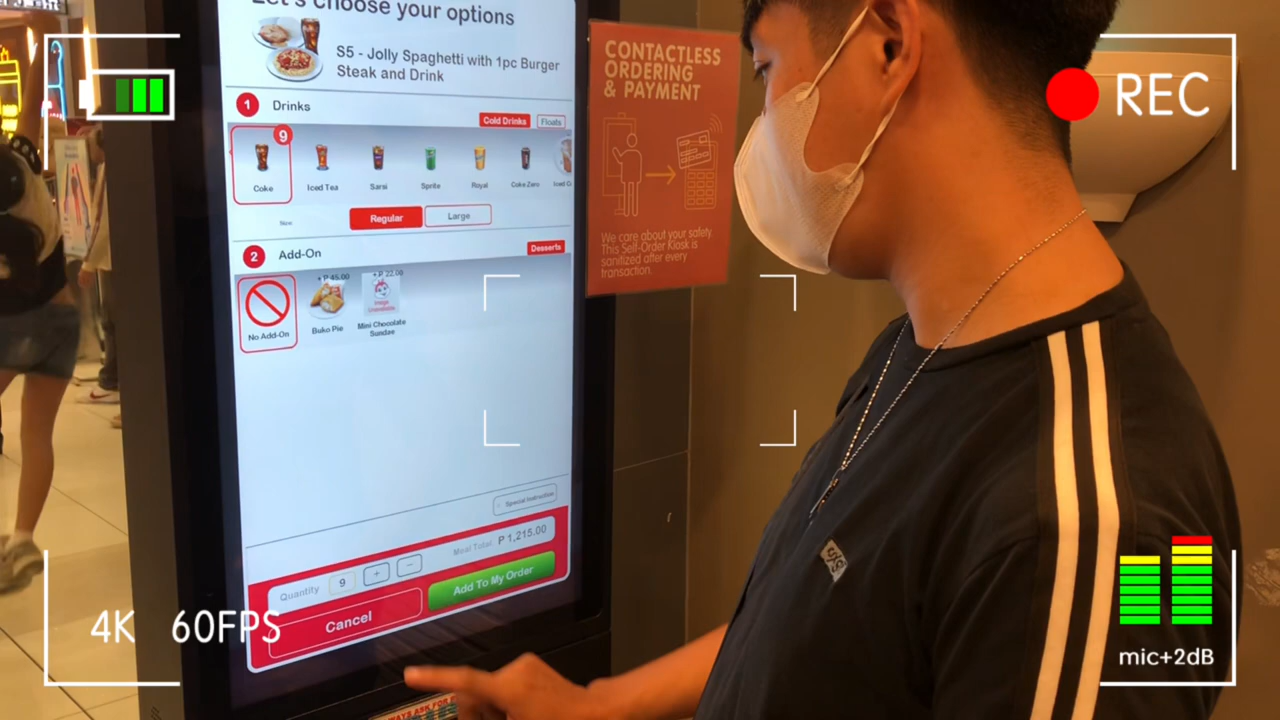 Let's choose your options
S5 - Jolly Spaghetti with 1pc Burger
Steak and Drink
1 Drinks
Cold Drinks Floats
9
Coke Iced Tea Sarsi Sprite Royal Coke Zero Iced
Regular Large
2 Add-On
Desserts
+ P 45.00 + P 22.00
No Add-On Buko Pie Mini Chocolate
Sundae
Image
Unavailable
Special Instruction
Meal Total P 1,215.00
Quantity 9 + -
Add To My Order
Cancel
CONTACTLESS
ORDERING
& PAYMENT
We care about your safety.
This Self-Order Kiosk is
sanitized after every
transaction.
REC
4K 60FPS
mic+2dB